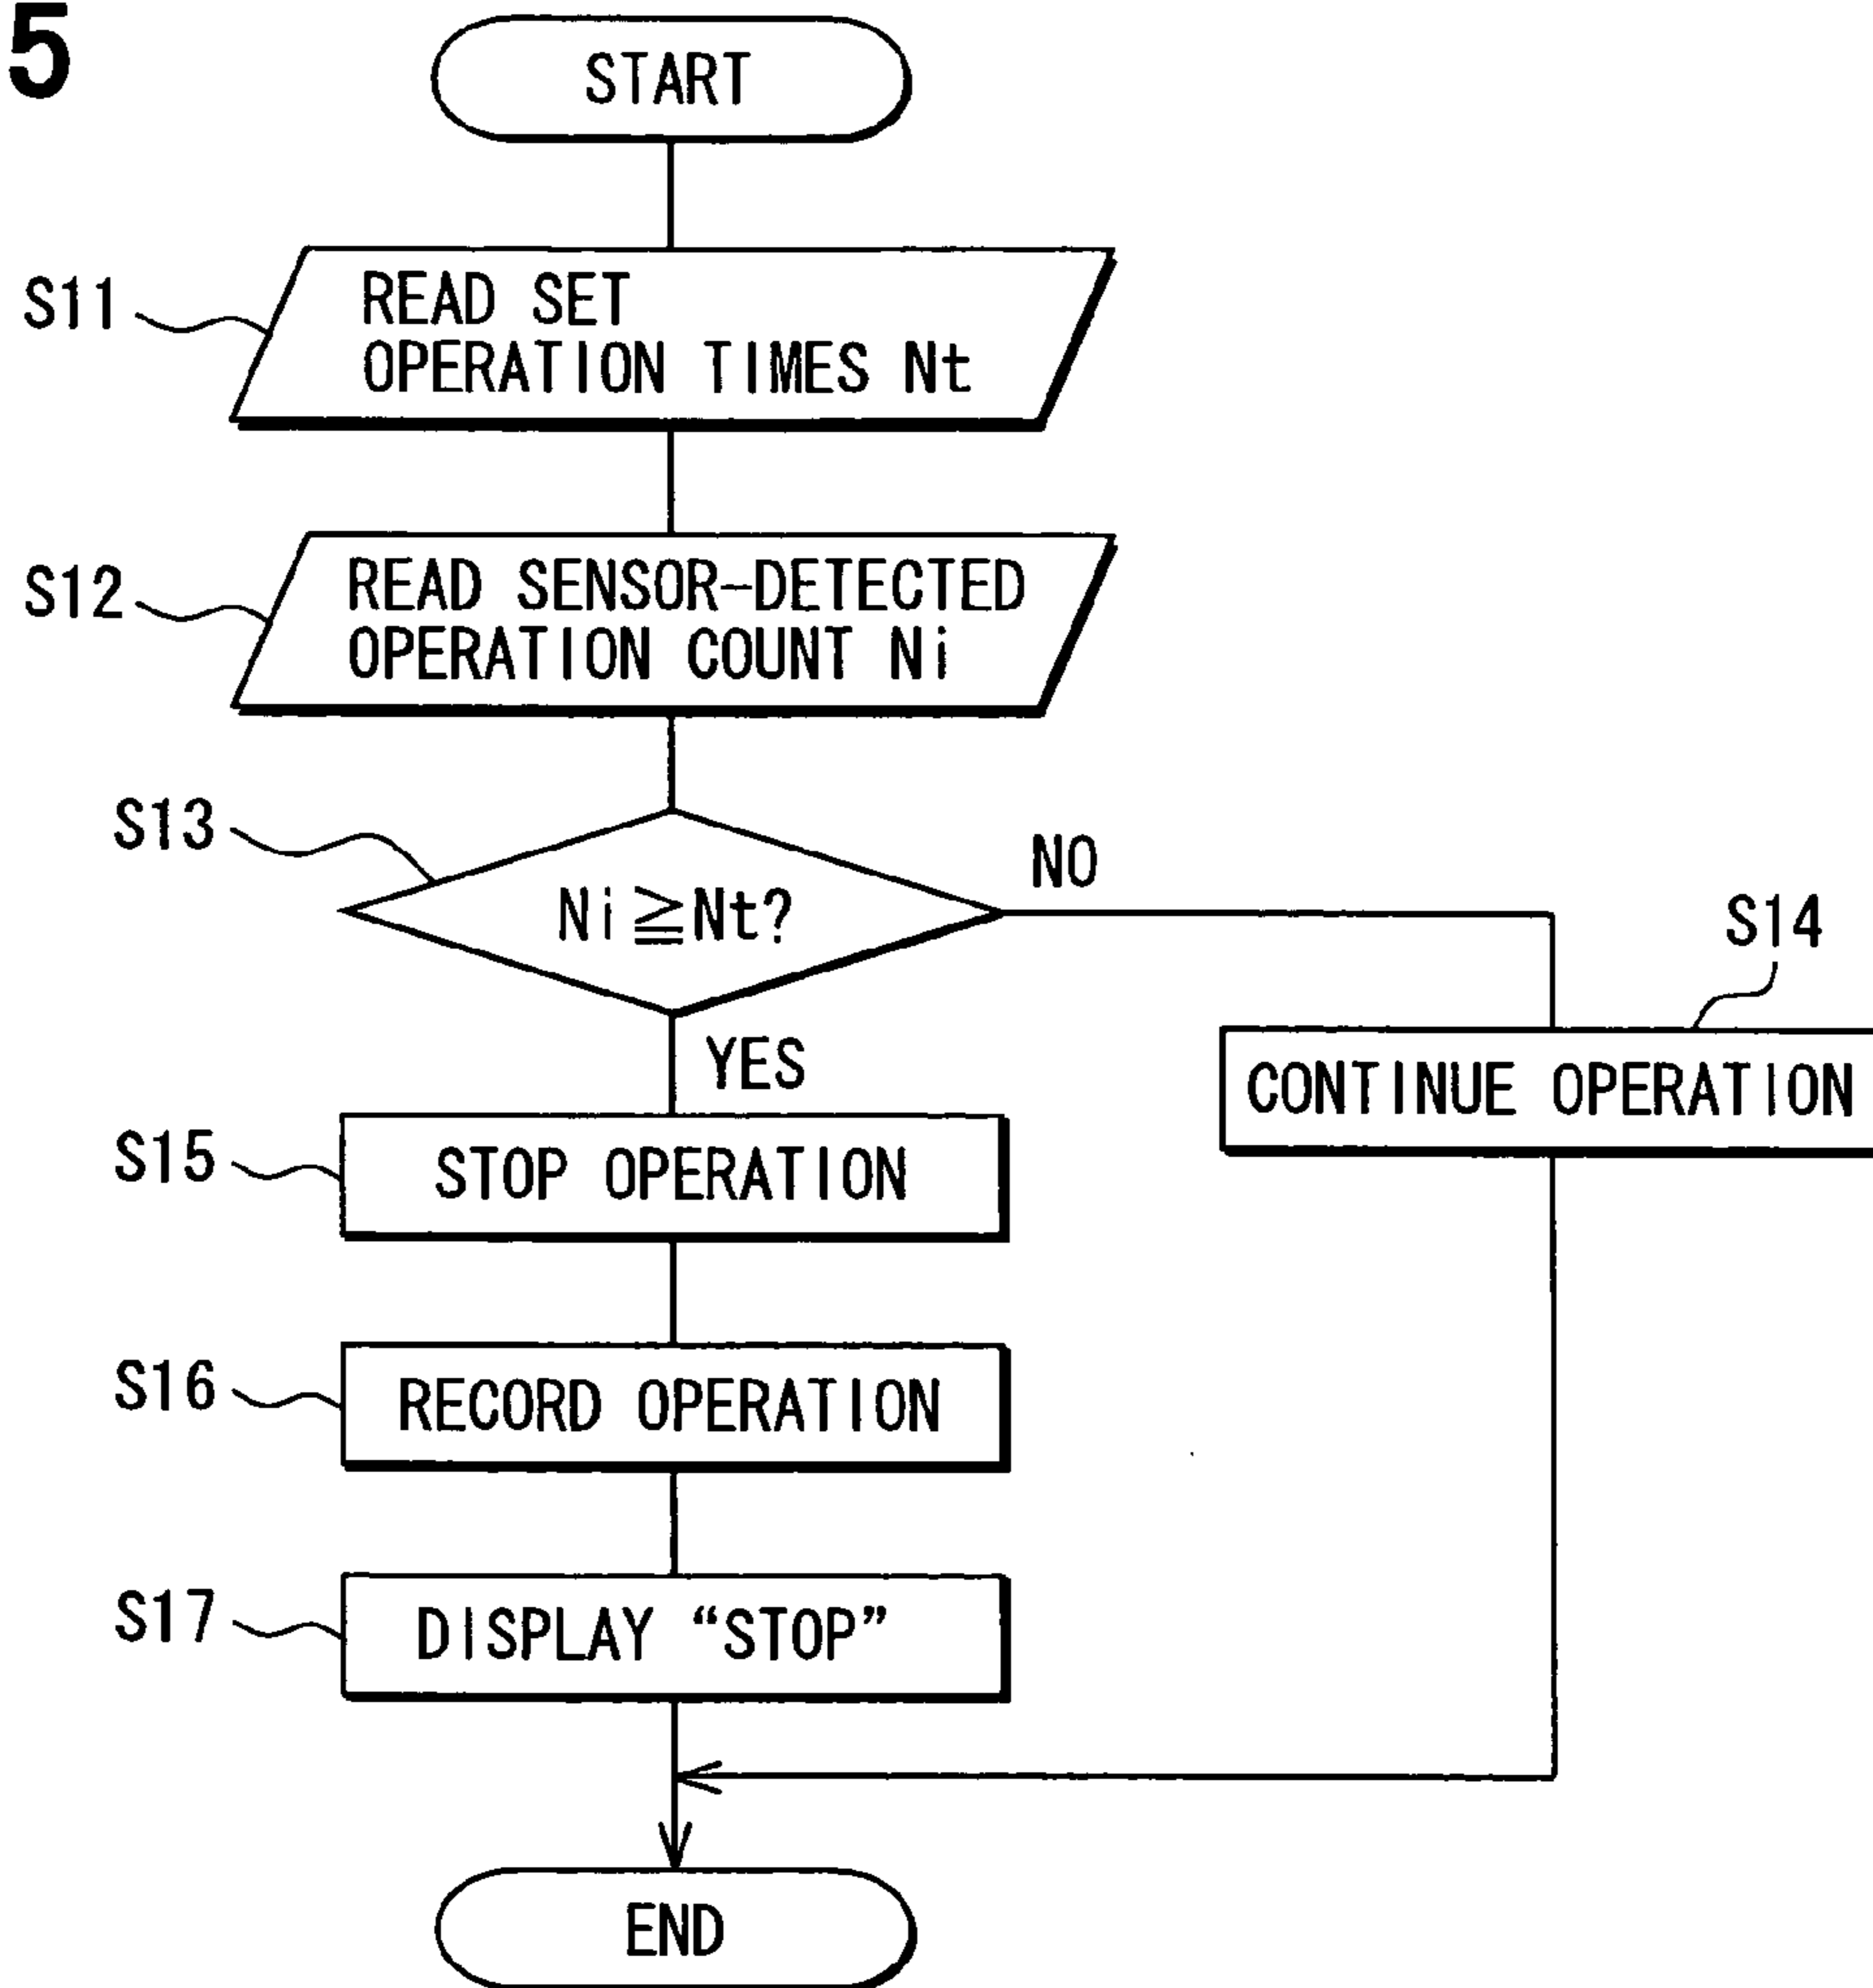 5
START
S11
READ SET
OPERATION TIMES Nt
S12
READ SENSOR-DETECTED
OPERATION COUNT Ni
S13
Ni≧Nt?
NO
S14
YES
CONTINUE OPERATION
S15
STOP OPERATION
S16
RECORD OPERATION
S17
DISPLAY “STOP”
END